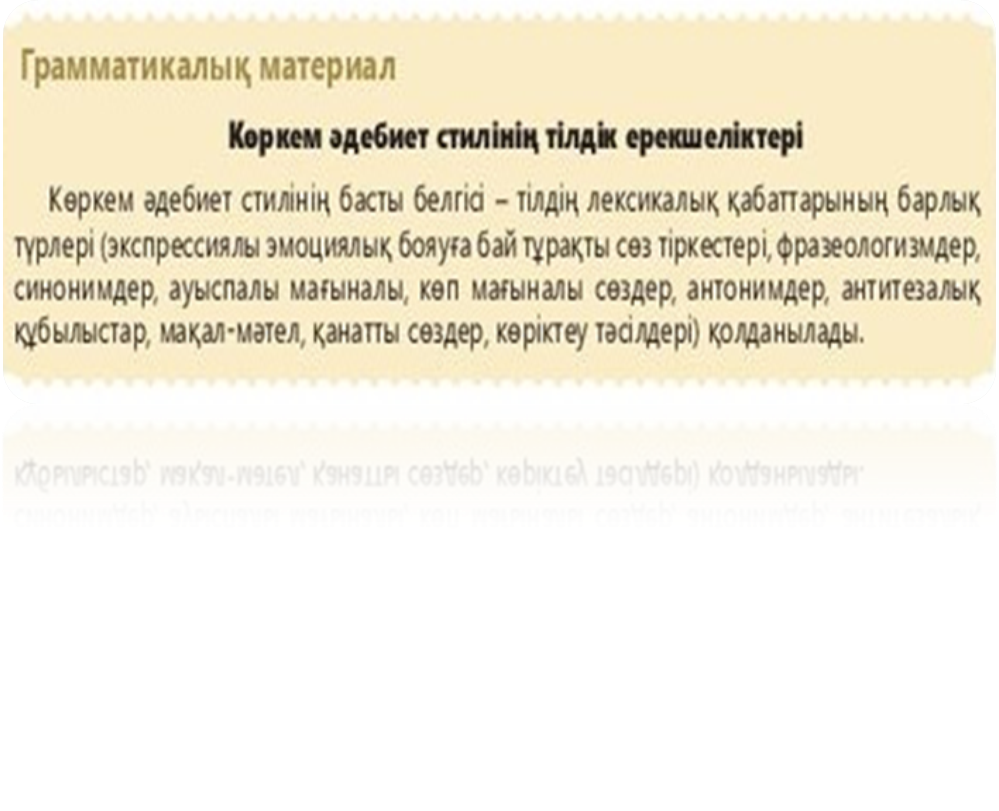 Грамматикалық материал
Көркем әдебиет стилінің тілдік ерекшеліктері
Көркем әдебиет стилінің басты белгісі – тілдің лексикалық қабаттарының барлық
түрлері (экспрессиялы эмоциялық бояуға бай тұрақты сөз тіркестері, фразеологизмдер,
синонимдер, ауыспалы мағыналы, көп мағыналы сөздер, антонимдер, антитезалық
құбылыстар, мақал-мәтел, қанатты сөздер, көріктеу тәсілдері) қолданылады.